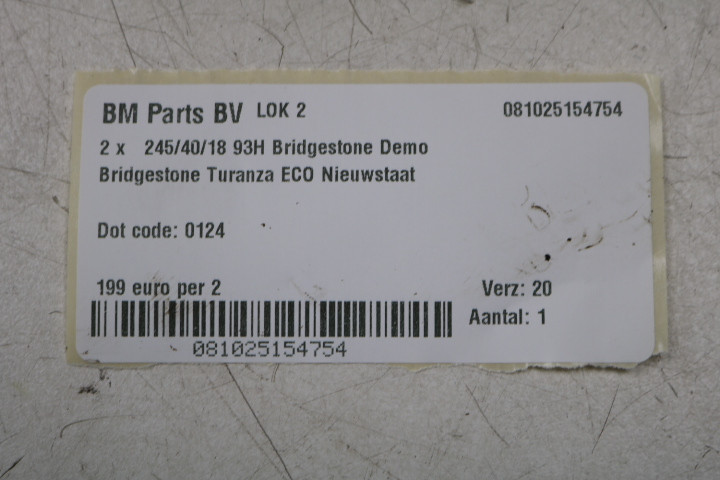 BM Parts BV LOK 2 081025154754
2 x 245/40/18 93H Bridgestone Demo
Bridgestone Turanza ECO Nieuwstaat
Dot code: 0124
199 euro per 2 Verz: 20
Aantal: 1
081025154754